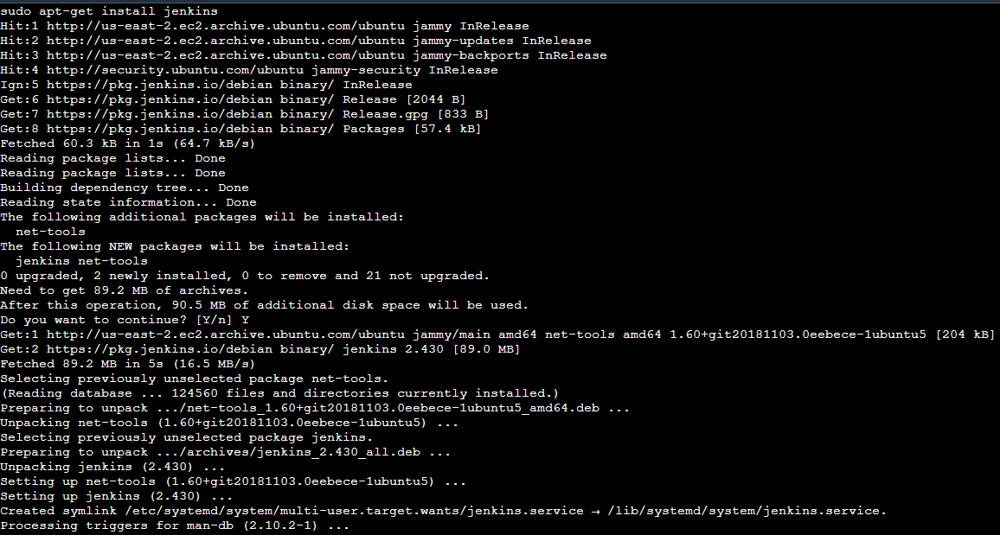 sudo apt-get install jenkins
Hit:1 http://us-east-2.ec2.archive.ubuntu.com/ubuntu jammy InRelease
Hit:2 http://us-east-2.ec2.archive.ubuntu.com/ubuntu jammy-updates InRelease
Hit:3 http://us-east-2.ec2.archive.ubuntu.com/ubuntu jammy-backports InRelease
Hit:4 http://security.ubuntu.com/ubuntu jammy-security InRelease
Ign:5 https://pkg.jenkins.io/debian binary/ InRelease
Get:6 https://pkg.jenkins.io/debian binary/ Release [2044 B]
Get:7 https://pkg.jenkins.io/debian binary/ Release.gpg [833 B]
Get:8 https://pkg.jenkins.io/debian binary/ Packages [57.4 kB]
Fetched 60.3 kB in 1s (64.7 kB/s)
Reading package lists... Done
Reading package lists... Done
Building dependency tree... Done
Reading state information... Done
The following additional packages will be installed:
  net-tools
The following NEW packages will be installed:
  jenkins net-tools
0 upgraded, 2 newly installed, 0 to remove and 21 not upgraded.
Need to get 89.2 MB of archives.
After this operation, 90.5 MB of additional disk space will be used.
Do you want to continue? [Y/n] Y
Get:1 http://us-east-2.ec2.archive.ubuntu.com/ubuntu jammy/main amd64 net-tools amd64 1.60+git20181103.0eebece-1ubuntu5 [204 kB]
Get:2 https://pkg.jenkins.io/debian binary/ jenkins 2.430 [89.0 MB]
Fetched 89.2 MB in 5s (16.5 MB/s)
Selecting previously unselected package net-tools.
(Reading database ... 124560 files and directories currently installed.)
Preparing to unpack .../net-tools_1.60+git20181103.0eebece-1ubuntu5_amd64.deb ...
Unpacking net-tools (1.60+git20181103.0eebece-1ubuntu5) ...
Selecting previously unselected package jenkins.
Preparing to unpack .../archives/jenkins_2.430_all.deb ...
Unpacking jenkins (2.430) ...
Setting up net-tools (1.60+git20181103.0eebece-1ubuntu5) ...
Setting up jenkins (2.430) ...
Created symlink /etc/systemd/system/multi-user.target.wants/jenkins.service → /lib/systemd/system/jenkins.service.
Processing triggers for man-db (2.10.2-1) ...